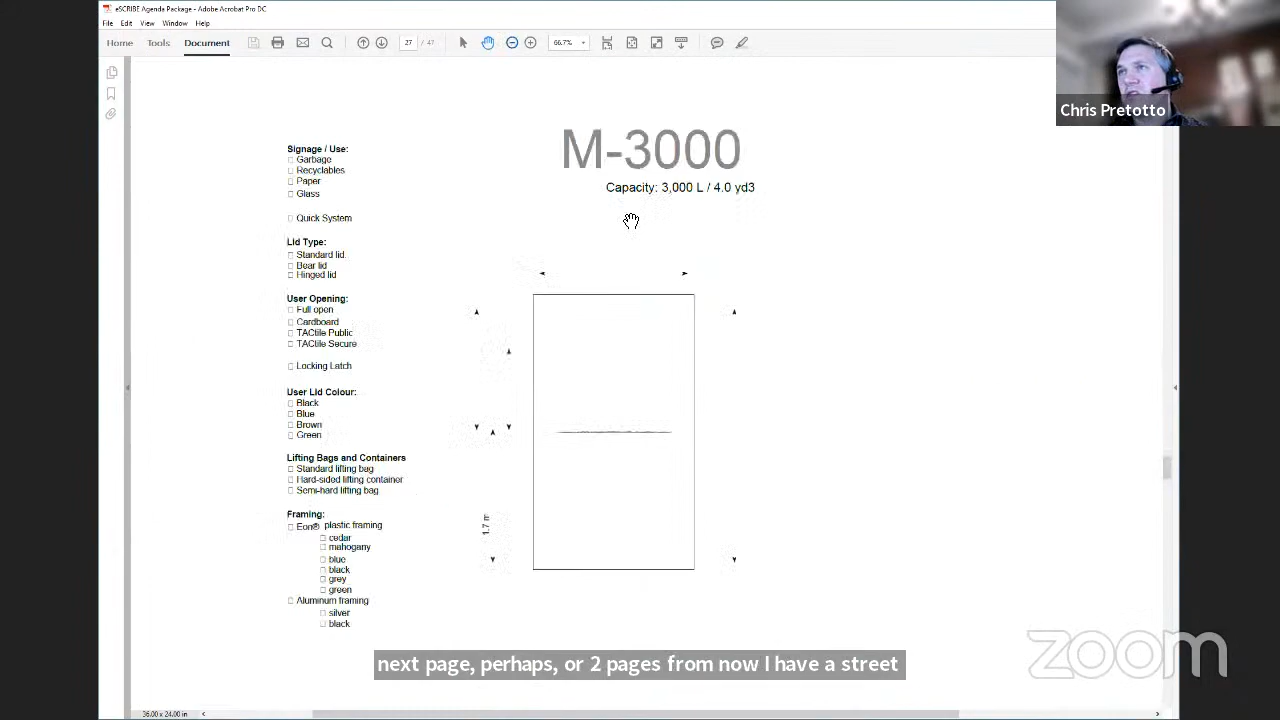 eSCRIBE Agenda Package - Adobe Acrobat Pro DC
File Edit View Window Help
Home Tools Document
27 / 47
66.7%
Chris Pretotto
M-3000
Capacity: 3,000 L / 4.0 yd3
Signage / Use:
Garbage
Recyclables
Paper
Glass
Quick System
Lid Type:
Standard lid.
Bear lid
Hinged lid
User Opening:
Full open
Cardboard
TACtile Public
TACtile Secure
Locking Latch
User Lid Colour:
Black
Blue
Brown
Green
Lifting Bags and Containers
Standard lifting bag
Hard-sided lifting container
Semi-hard lifting bag
Framing:
Eon® plastic framing
cedar
mahogany
blue
black
grey
green
Aluminum framing
silver
black
1.7 m
next page, perhaps, or 2 pages from now I have a street
zoom
36.00 x 24.00 in